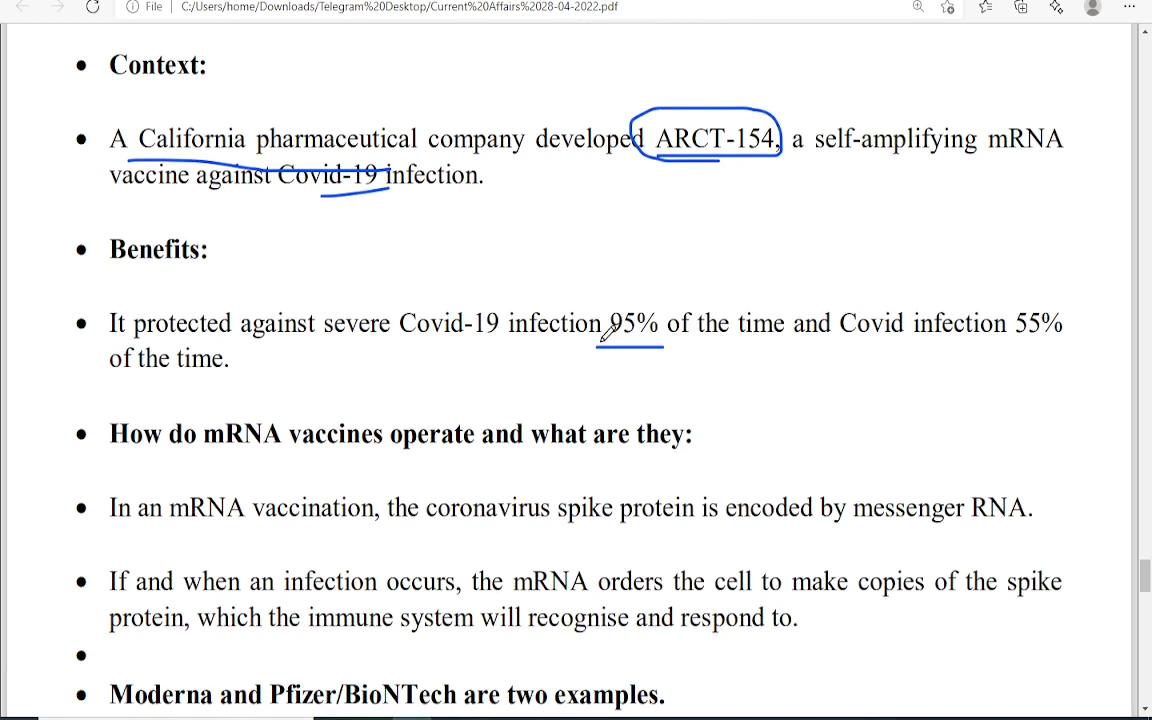 File | C:/Users/home/Downloads/Telegram%20Desktop/Current%20Affairs%2028-04-2022.pdf
• Context:
• A California pharmaceutical company developed ARCT-154, a self-amplifying mRNA
vaccine against Covid-19 infection.
• Benefits:
• It protected against severe Covid-19 infection 95% of the time and Covid infection 55%
of the time.
• How do mRNA vaccines operate and what are they:
• In an mRNA vaccination, the coronavirus spike protein is encoded by messenger RNA.
• If and when an infection occurs, the mRNA orders the cell to make copies of the spike
protein, which the immune system will recognise and respond to.
•
• Moderna and Pfizer/BioNTech are two examples.